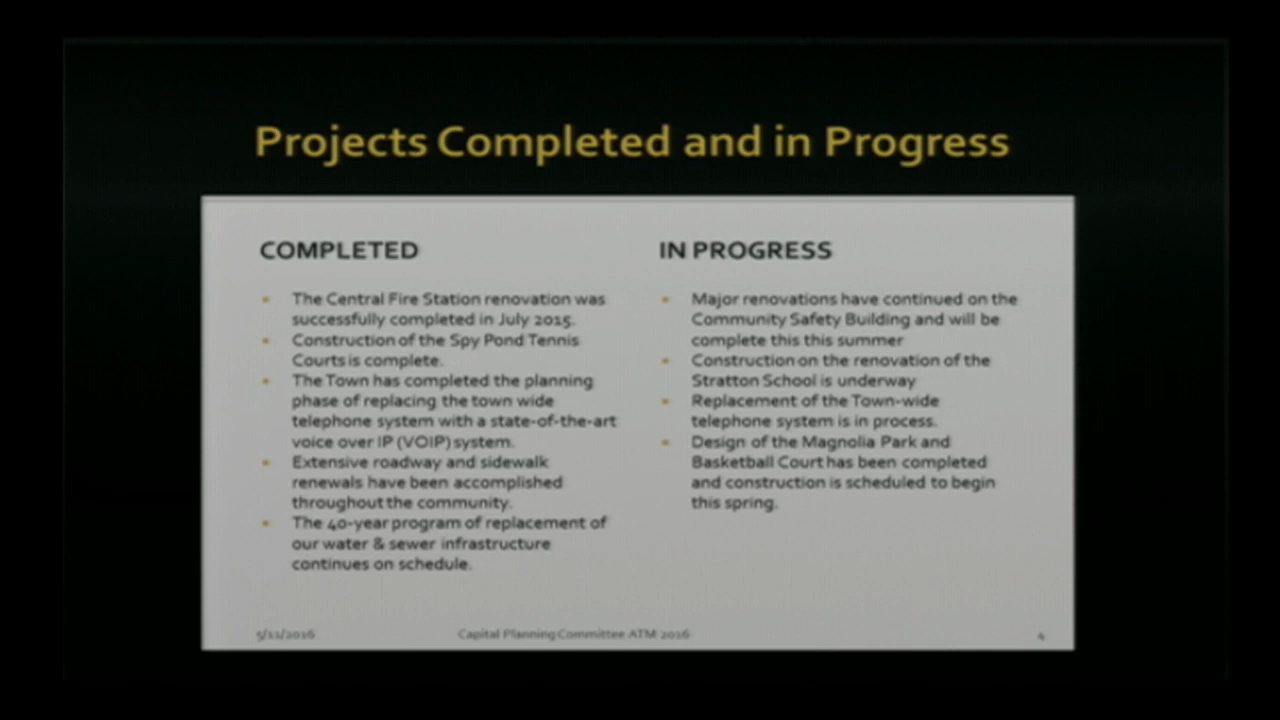 Projects Completed and in Progress
COMPLETED
The Central Fire Station renovation was
successfully completed in July 2015.
Construction of the Spy Pond Tennis
Courts is complete.
The Town has completed the planning
phase of replacing the town wide
telephone system with a state-of-the-art
voice over IP (VOIP) system.
Extensive roadway and sidewalk
renewals have been accomplished
throughout the community.
The 40-year program of replacement of
our water & sewer infrastructure
continues on schedule.
IN PROGRESS
Major renovations have continued on the
Community Safety Building and will be
complete this this summer
Construction on the renovation of the
Stratton School is underway
Replacement of the Town-wide
telephone system is in process.
Design of the Magnolia Park and
Basketball Court has been completed
and construction is scheduled to begin
this spring.
Capital Planning Committee ATM 2016
4